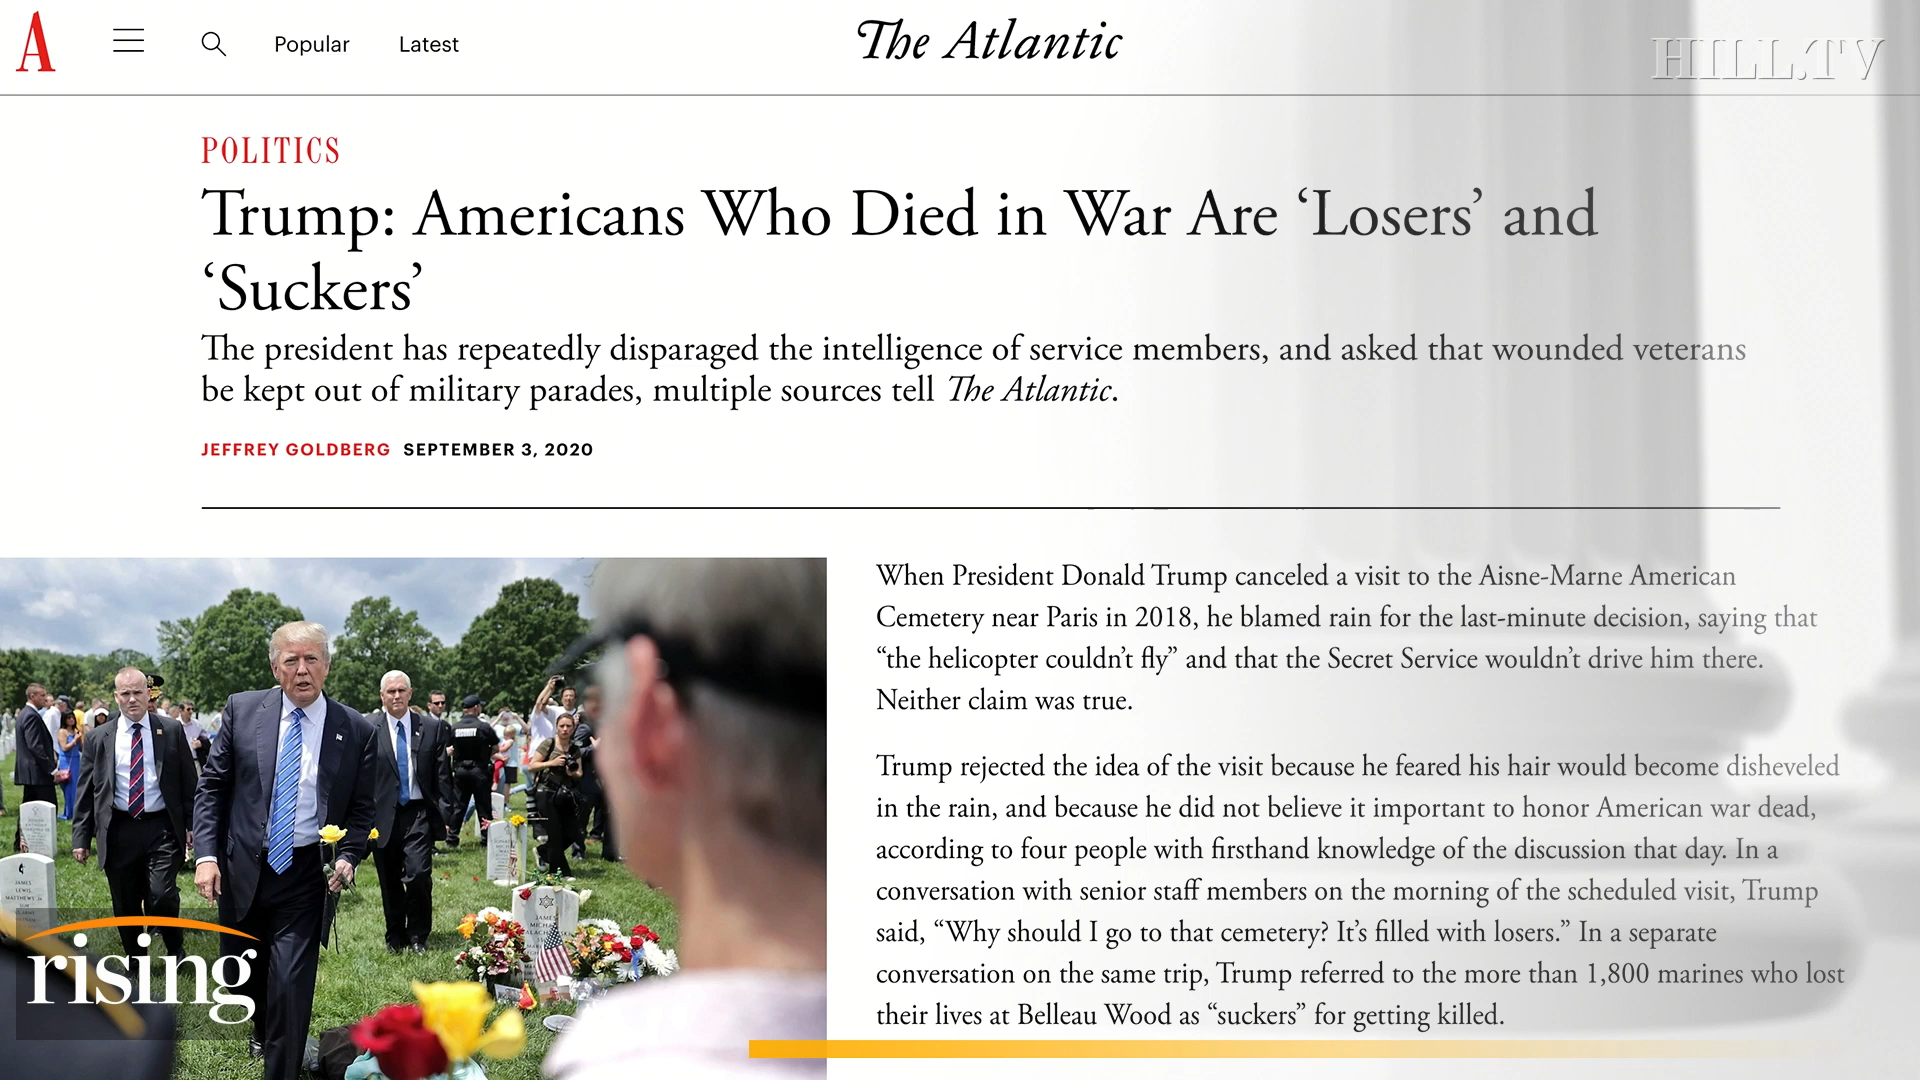 A
Popular
Latest
The Atlantic
HILL.TV
POLITICS
Trump: Americans Who Died in War Are ‘Losers’ and
‘Suckers’
The president has repeatedly disparaged the intelligence of service members, and asked that wounded veterans
be kept out of military parades, multiple sources tell The Atlantic.
JEFFREY GOLDBERG SEPTEMBER 3, 2020
When President Donald Trump canceled a visit to the Aisne-Marne American
Cemetery near Paris in 2018, he blamed rain for the last-minute decision, saying that
“the helicopter couldn’t fly” and that the Secret Service wouldn’t drive him there.
Neither claim was true.
Trump rejected the idea of the visit because he feared his hair would become disheveled
in the rain, and because he did not believe it important to honor American war dead,
according to four people with firsthand knowledge of the discussion that day. In a
conversation with senior staff members on the morning of the scheduled visit, Trump
said, “Why should I go to that cemetery? It’s filled with losers.” In a separate
conversation on the same trip, Trump referred to the more than 1,800 marines who lost
their lives at Belleau Wood as “suckers” for getting killed.
SECURITY
JAMES
LEWIS
JAMES
rising